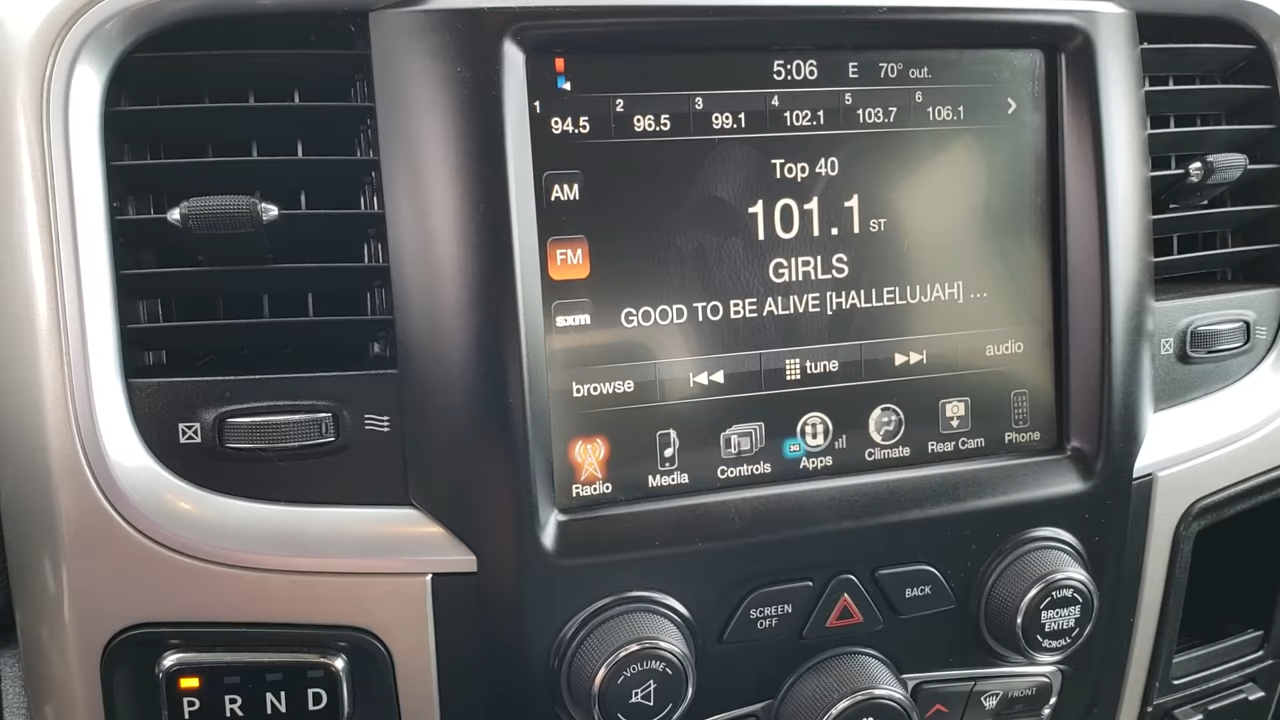 5:06 E 70° out.
1 94.5 2 96.5 3 99.1 4 102.1 5 103.7 6 106.1
Top 40
AM
101.1 ST
FM
GIRLS
sxm
GOOD TO BE ALIVE [HALLELUJAH] ...
browse tune audio
Radio Media Controls 3G Apps Climate Rear Cam Phone
SCREEN OFF
BACK
TUNE
BROWSE
ENTER
SCROLL
VOLUME
FRONT
P R N D